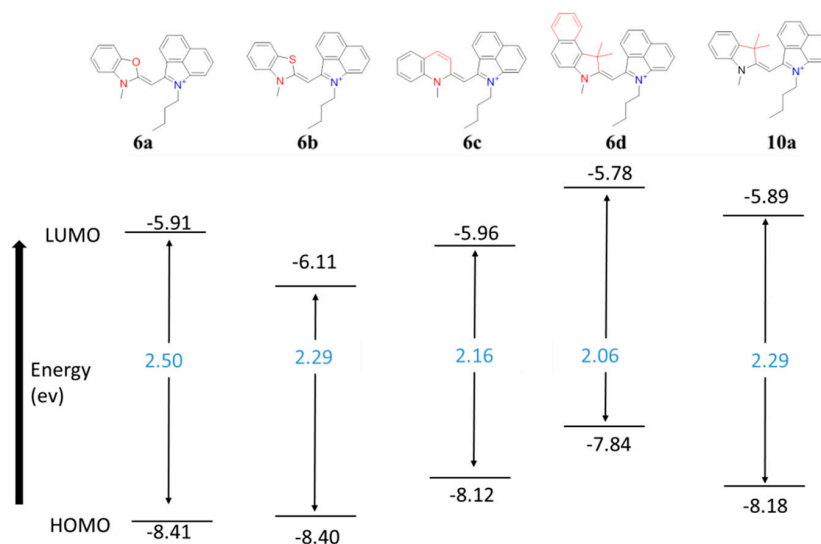 O
N
N+
6a
S
N
N+
6b
N
N+
6c
N
N+
6d
N
N+
10a
LUMO
-5.91
-6.11
-5.96
-5.78
-5.89
Energy
(ev)
2.50
2.29
2.16
2.06
2.29
HOMO
-8.41
-8.40
-8.12
-7.84
-8.18